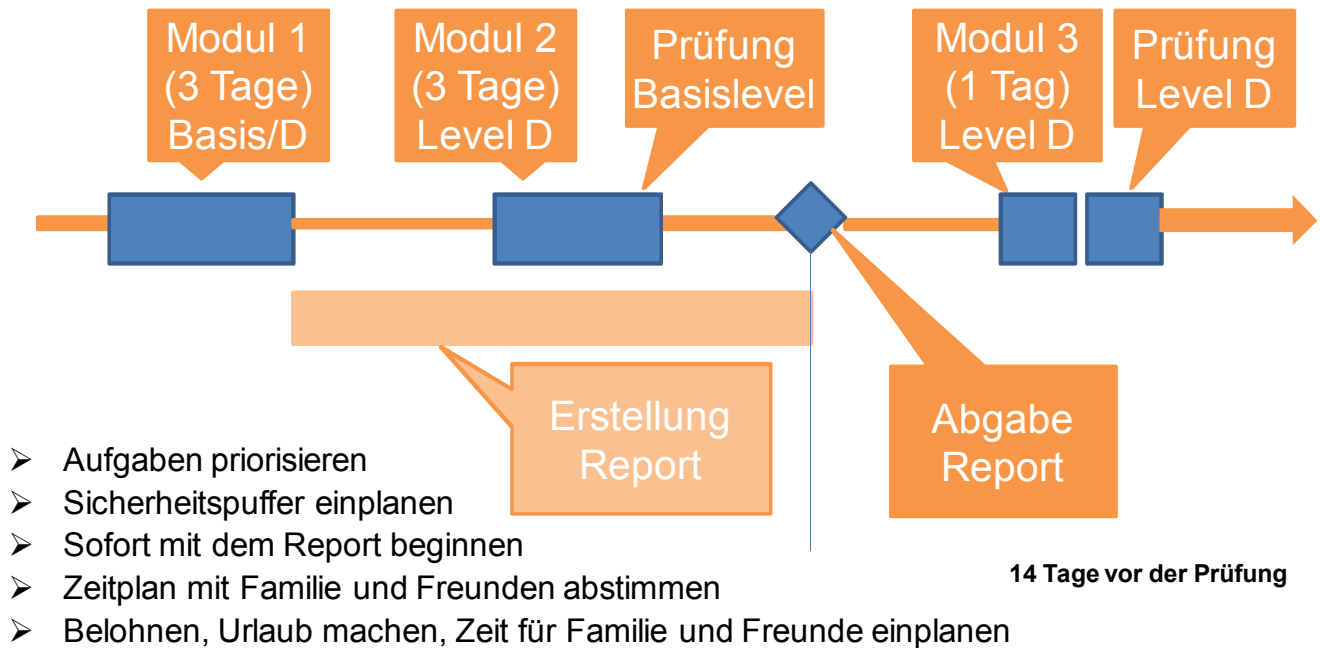 Modul 1
(3 Tage)
Basis/D
Modul 2
(3 Tage)
Level D
Prüfung
Basislevel
Modul 3
(1 Tag)
Level D
Prüfung
Level D
Erstellung
Report
Abgabe
Report
➢ Aufgaben priorisieren
➢ Sicherheitspuffer einplanen
➢ Sofort mit dem Report beginnen
➢ Zeitplan mit Familie und Freunden abstimmen
➢ Belohnen, Urlaub machen, Zeit für Familie und Freunde einplanen
14 Tage vor der Prüfung